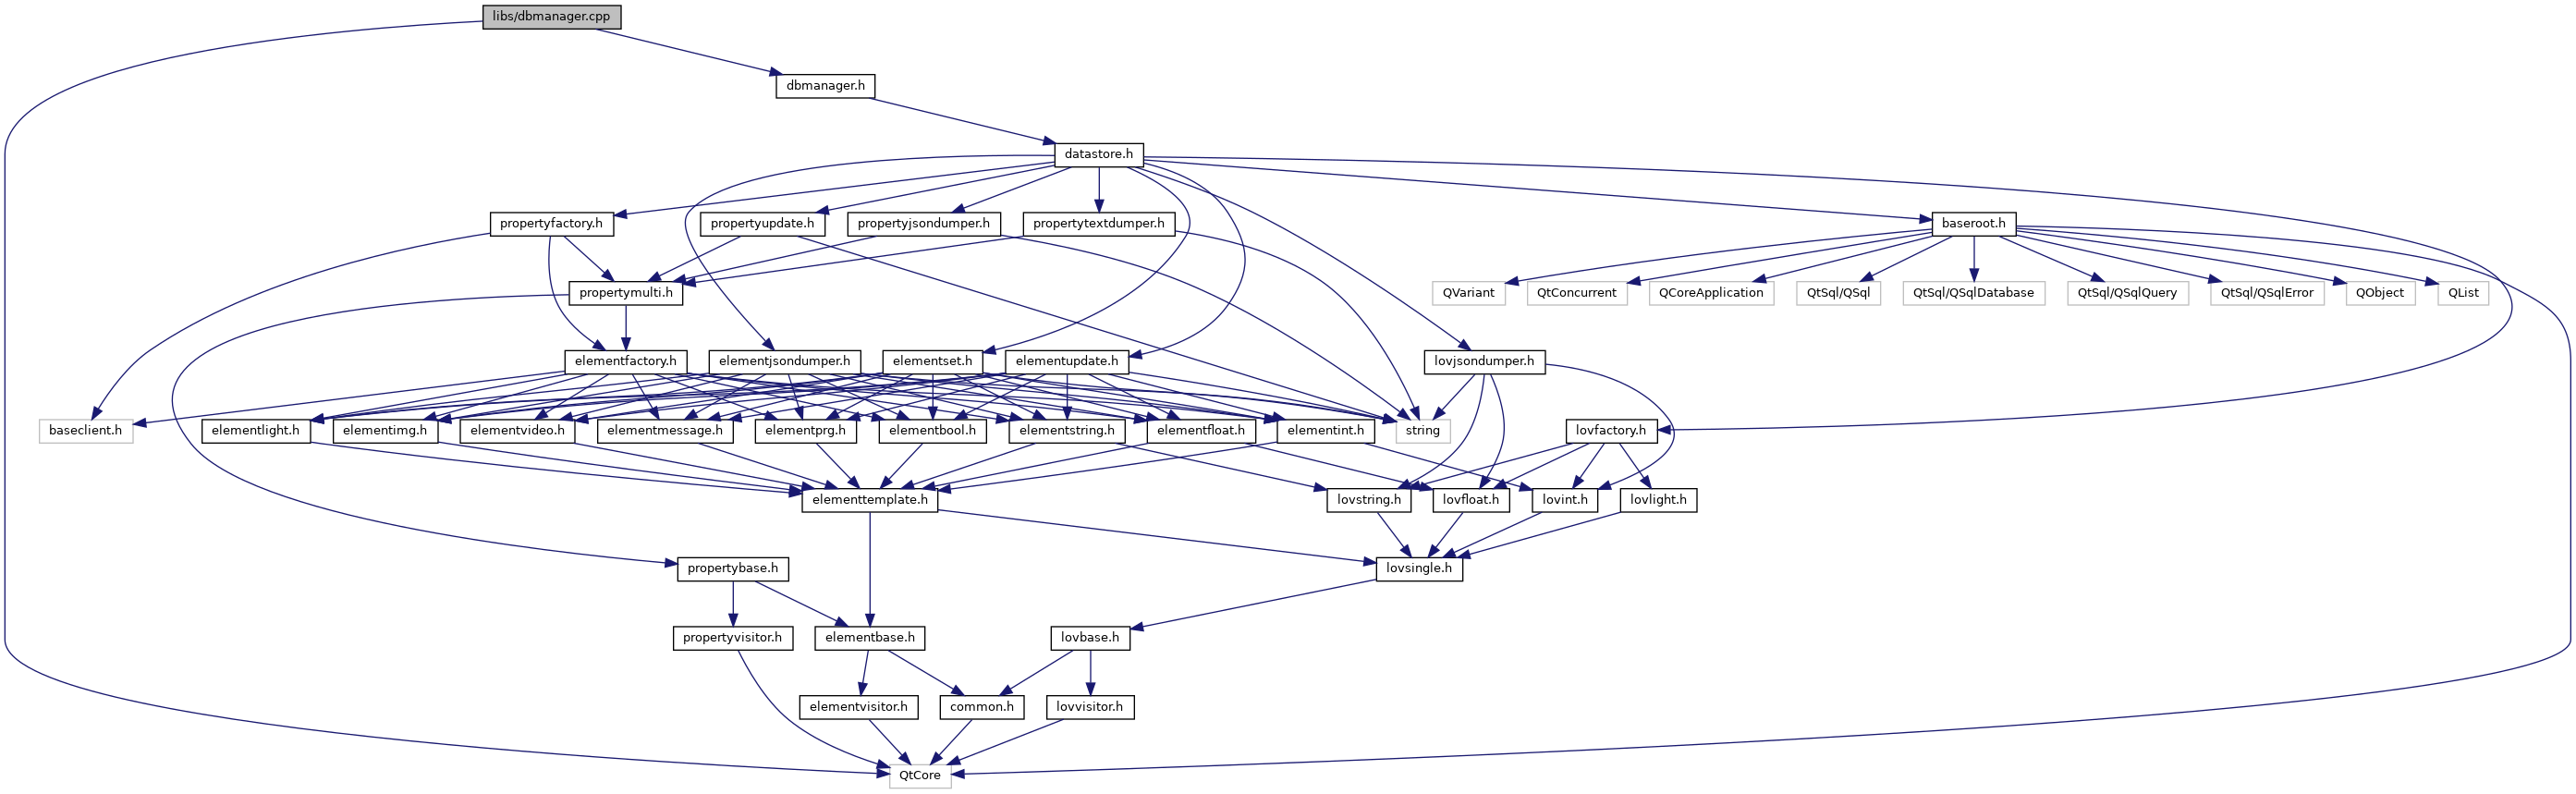 libs/dbmanager.cpp
dbmanager.h
datastore.h
propertyfactory.h
propertyupdate.h
propertyjsondumper.h
propertytextdumper.h
baseroot.h
propertymulti.h
QVariant
QtConcurrent
QCoreApplication
QtSql/QSql
QtSql/QSqlDatabase
QtSql/QSqlQuery
QtSql/QSqlError
QObject
QList
elementfactory.h
elementjsondumper.h
elementset.h
elementupdate.h
lovjsondumper.h
baseclient.h
elementlight.h
elementimg.h
elementvideo.h
elementmessage.h
elementprg.h
elementbool.h
elementstring.h
elementfloat.h
elementint.h
string
lovfactory.h
elementtemplate.h
lovstring.h
lovfloat.h
lovint.h
lovlight.h
propertybase.h
lovsingle.h
propertyvisitor.h
elementbase.h
lovbase.h
elementvisitor.h
common.h
lovvisitor.h
QtCore